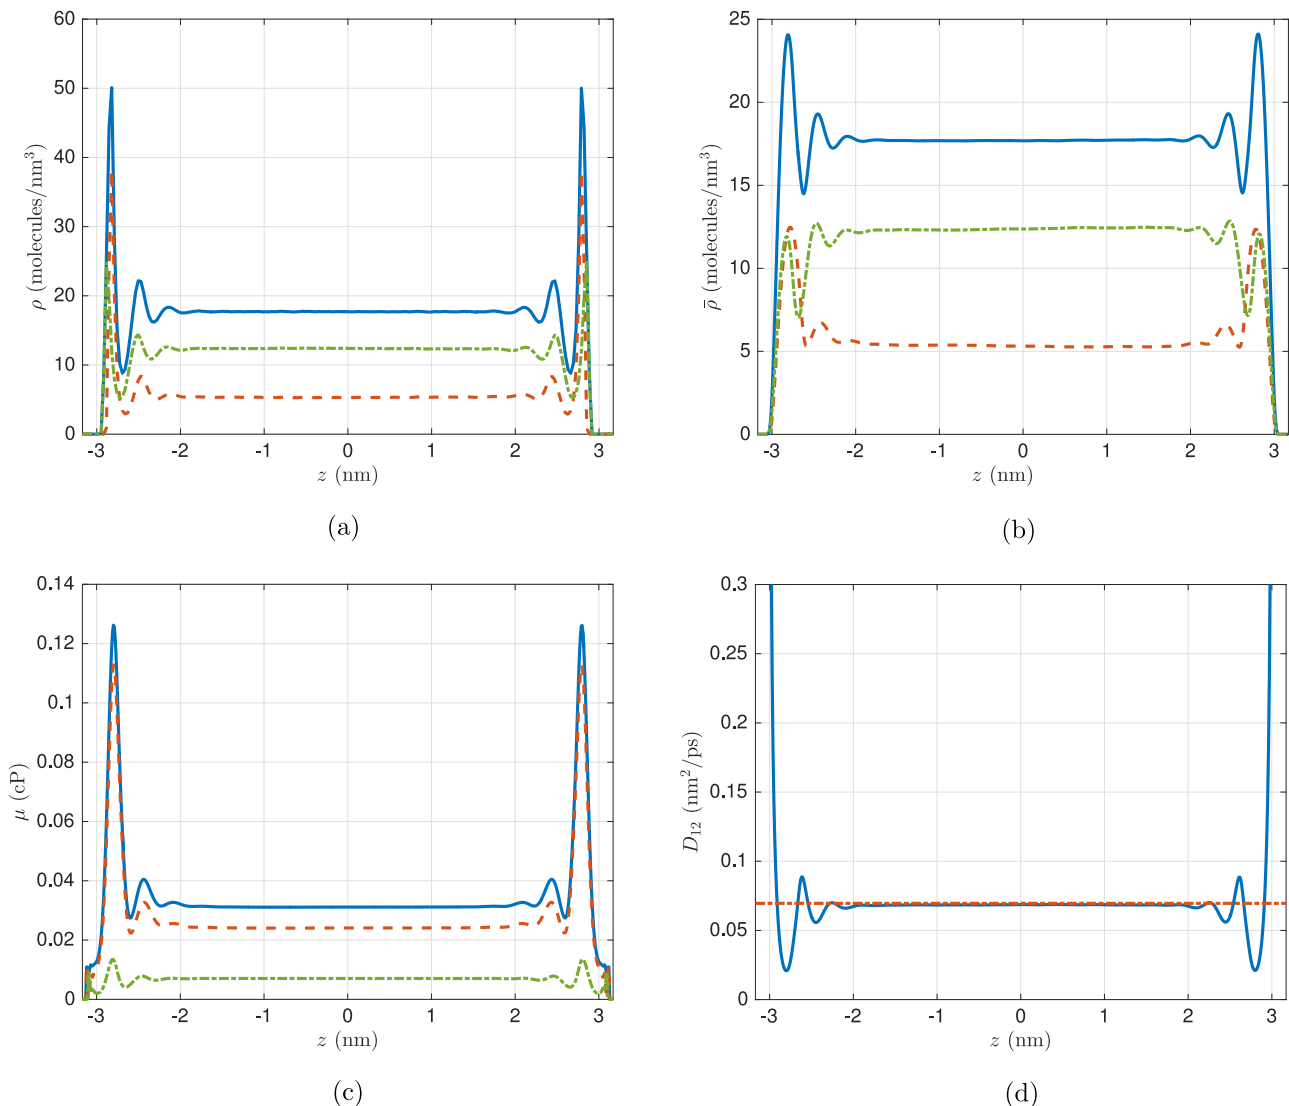 60
50
40
30
20
10
0
-3 -2 -1 0 1 2 3
ρ (molecules/nm³)
z (nm)
(a)
25
20
15
10
5
0
-3 -2 -1 0 1 2 3
ρ̄ (molecules/nm³)
z (nm)
(b)
0.14
0.12
0.1
0.08
0.06
0.04
0.02
0
-3 -2 -1 0 1 2 3
μ (cP)
z (nm)
(c)
0.3
0.25
0.2
0.15
0.1
0.05
0
-3 -2 -1 0 1 2 3
D₁₂ (nm²/ps)
z (nm)
(d)